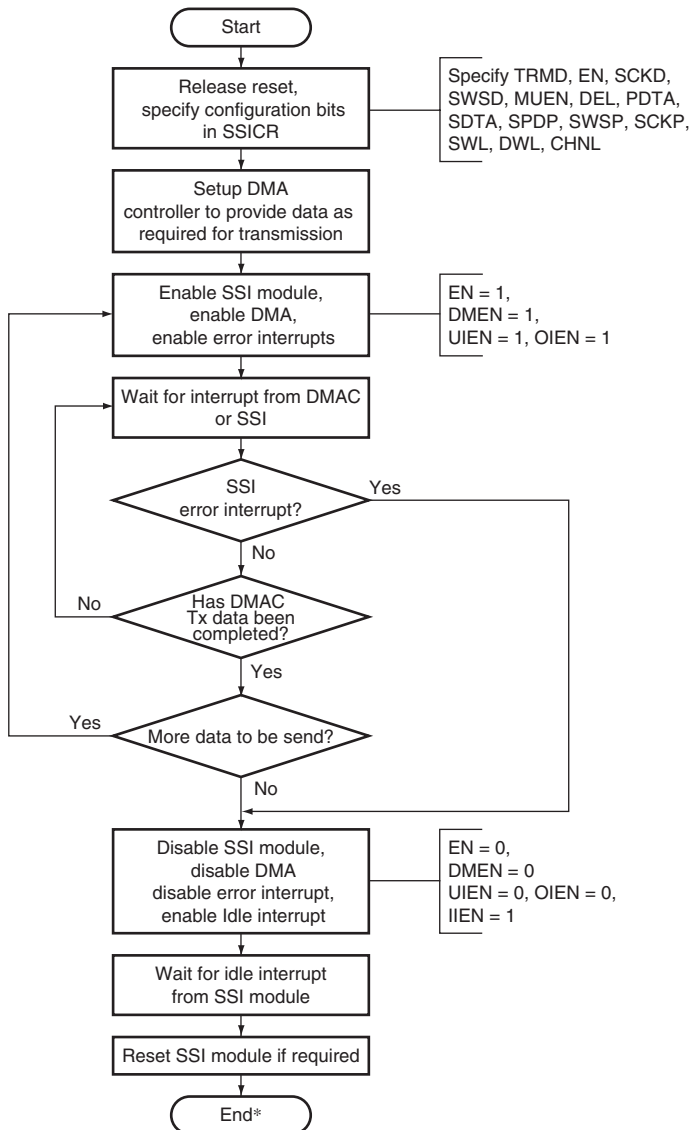 Start
Release reset,
specify configuration bits
in SSICR
Specify TRMD, EN, SCKD,
SWSD, MUEN, DEL, PDTA,
SDTA, SPDP, SWSP, SCKP,
SWL, DWL, CHNL
Setup DMA
controller to provide data as
required for transmission
Enable SSI module,
enable DMA,
enable error interrupts
EN = 1,
DMEN = 1,
UIEN = 1, OIEN = 1
Wait for interrupt from DMAC
or SSI
SSI
error interrupt?
Yes
No
Has DMAC
Tx data been
completed?
No
Yes
More data to be send?
Yes
No
Disable SSI module,
disable DMA
disable error interrupt,
enable Idle interrupt
EN = 0,
DMEN = 0
UIEN = 0, OIEN = 0,
IIEN = 1
Wait for idle interrupt
from SSI module
Reset SSI module if required
End*